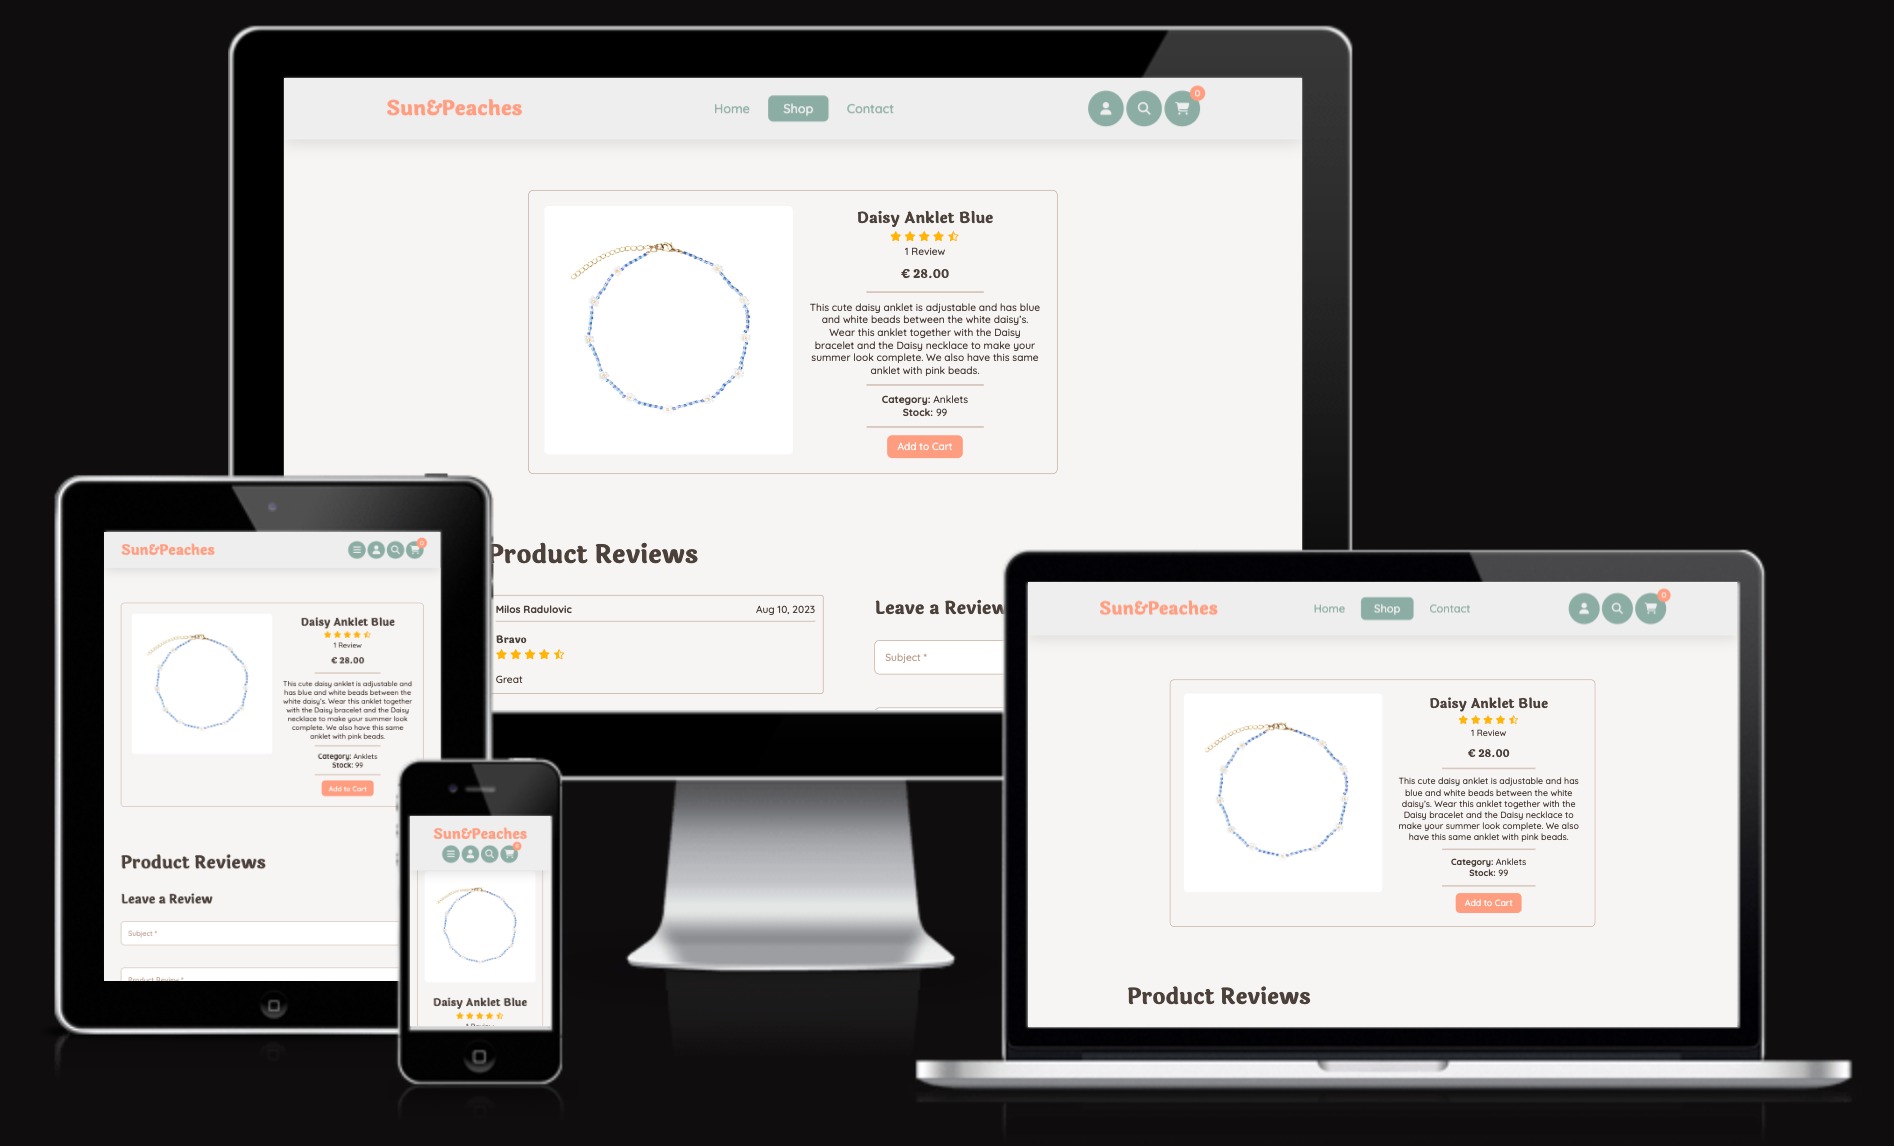 Sun&Peaches
Home
Shop
Contact
0
Daisy Anklet Blue
1 Review
€ 28.00
This cute daisy anklet is adjustable and has blue
and white beads between the white daisy's.
Wear this anklet together with the Daisy
bracelet and the Daisy necklace to make your
summer look complete. We also have this same
anklet with pink beads.
Category: Anklets
Stock: 99
Add to Cart
Product Reviews
Milos Radulovic
Aug 10, 2023
Bravo
Great
Leave a Review
Subject *
Sun&Peaches
0
Daisy Anklet Blue
1 Review
€ 28.00
This cute daisy anklet is adjustable and
has blue and white beads between the
white daisy's. Wear this anklet together
with the Daisy bracelet and the Daisy
necklace to make your summer look
complete. We also have this same
anklet with pink beads.
Category: Anklets
Stock: 99
Add to Cart
Product Reviews
Leave a Review
Subject *
Product Review *
Sun&Peaches
0
Daisy Anklet Blue
1 Review
Sun&Peaches
Home
Shop
Contact
0
Daisy Anklet Blue
1 Review
€ 28.00
This cute daisy anklet is adjustable and has
blue and white beads between the white
daisy's. Wear this anklet together with the
Daisy bracelet and the Daisy necklace to
make your summer look complete. We also
have this same anklet with pink beads.
Category: Anklets
Stock: 99
Add to Cart
Product Reviews